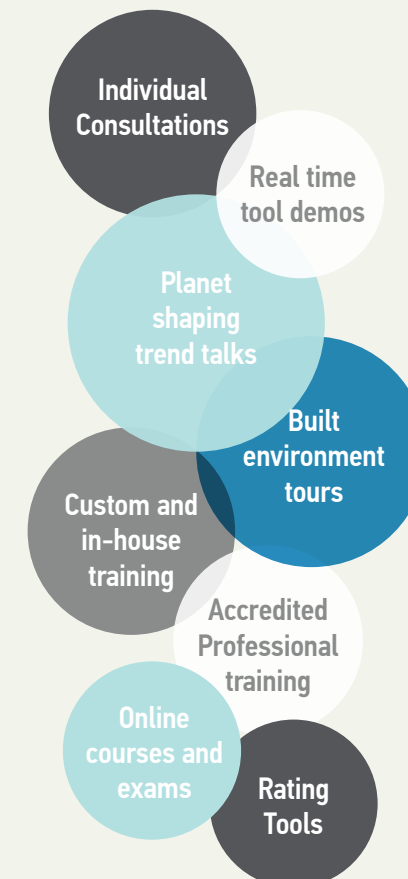 Individual
Consultations
Real time
tool demos
Planet
shaping
trend talks
Built
environment
tours
Custom and
in-house
training
Accredited
Professional
training
Online
courses and
exams
Rating
Tools